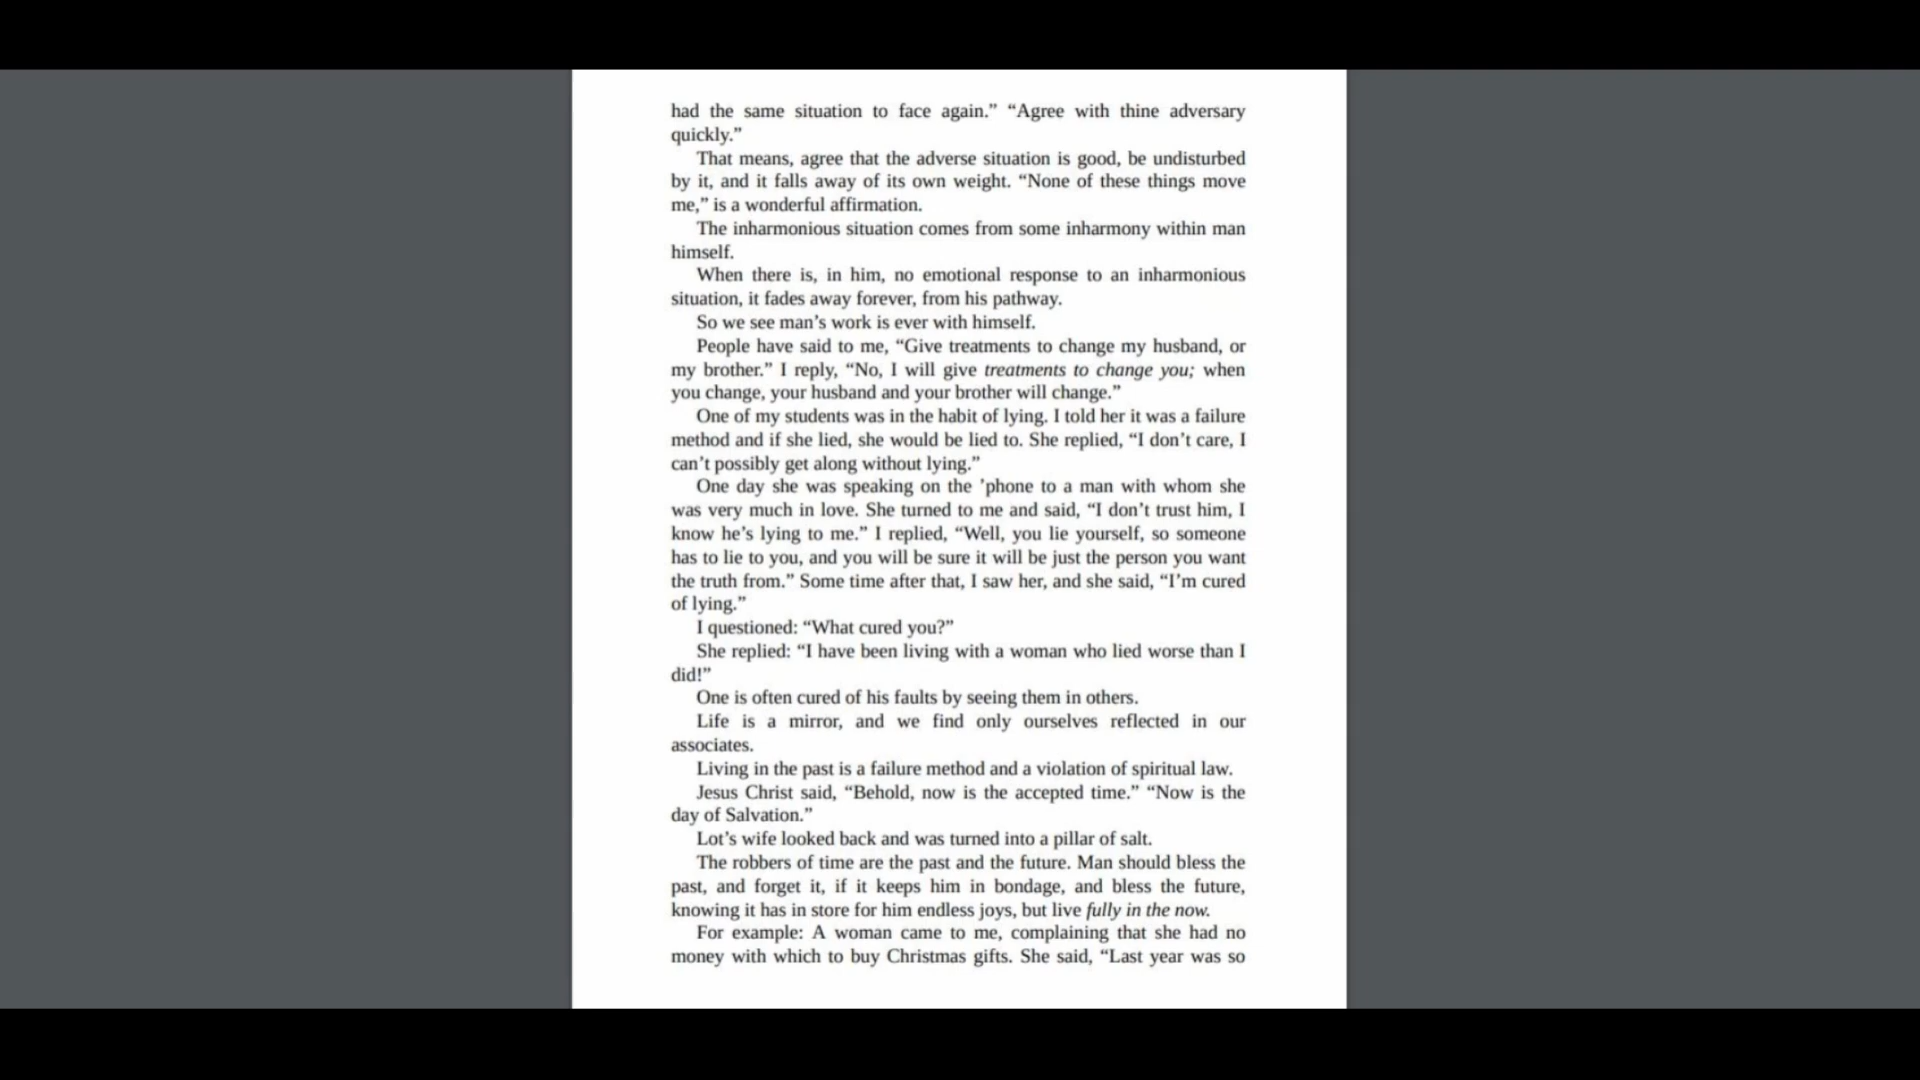 had the same situation to face again.” “Agree with thine adversary
quickly.”
That means, agree that the adverse situation is good, be undisturbed
by it, and it falls away of its own weight. “None of these things move
me,” is a wonderful affirmation.
The inharmonious situation comes from some inharmony within man
himself.
When there is, in him, no emotional response to an inharmonious
situation, it fades away forever, from his pathway.
So we see man’s work is ever with himself.
People have said to me, “Give treatments to change my husband, or
my brother.” I reply, “No, I will give treatments to change you; when
you change, your husband and your brother will change.”
One of my students was in the habit of lying. I told her it was a failure
method and if she lied, she would be lied to. She replied, “I don’t care, I
can’t possibly get along without lying.”
One day she was speaking on the ’phone to a man with whom she
was very much in love. She turned to me and said, “I don’t trust him, I
know he’s lying to me.” I replied, “Well, you lie yourself, so someone
has to lie to you, and you will be sure it will be just the person you want
the truth from.” Some time after that, I saw her, and she said, “I’m cured
of lying.”
I questioned: “What cured you?”
She replied: “I have been living with a woman who lied worse than I
did!”
One is often cured of his faults by seeing them in others.
Life is a mirror, and we find only ourselves reflected in our
associates.
Living in the past is a failure method and a violation of spiritual law.
Jesus Christ said, “Behold, now is the accepted time.” “Now is the
day of Salvation.”
Lot’s wife looked back and was turned into a pillar of salt.
The robbers of time are the past and the future. Man should bless the
past, and forget it, if it keeps him in bondage, and bless the future,
knowing it has in store for him endless joys, but live fully in the now.
For example: A woman came to me, complaining that she had no
money with which to buy Christmas gifts. She said, “Last year was so